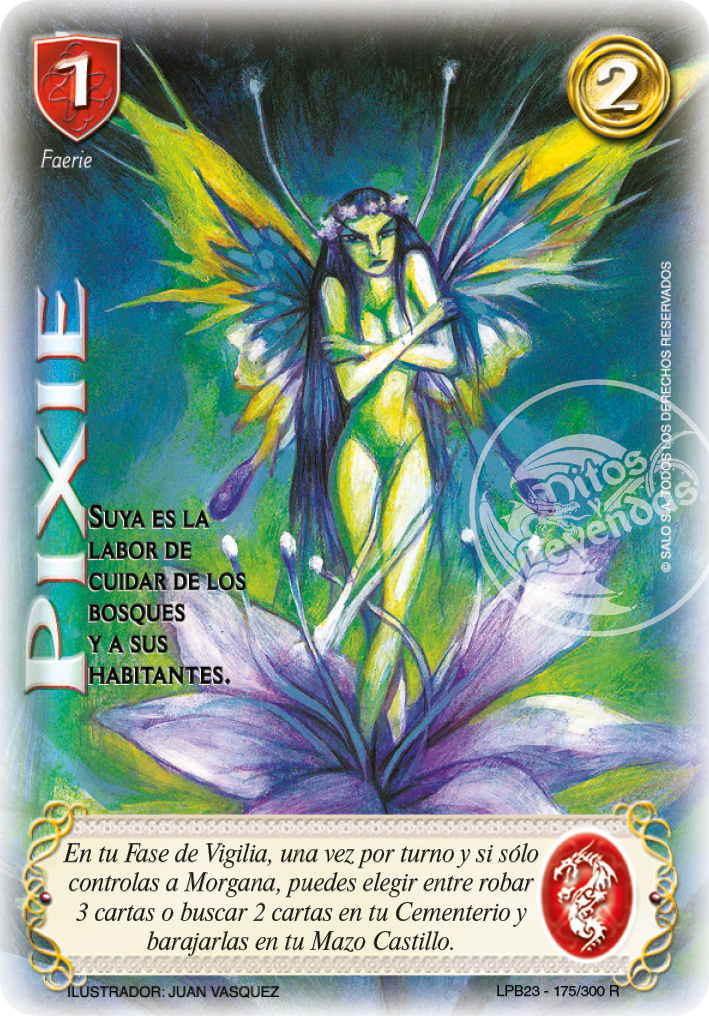 1
2
Faerie
PIXIE
SUYA ES LA
LABOR DE
CUIDAR DE LOS
BOSQUES
Y A SUS
HABITANTES.
© SALO S.A. TODOS LOS DERECHOS RESERVADOS
Mitos
y
Leyendas
En tu Fase de Vigilia, una vez por turno y si sólo
controlas a Morgana, puedes elegir entre robar
3 cartas o buscar 2 cartas en tu Cementerio y
barajarlas en tu Mazo Castillo.
ILUSTRADOR: JUAN VASQUEZ
LPB23 - 175/300 R